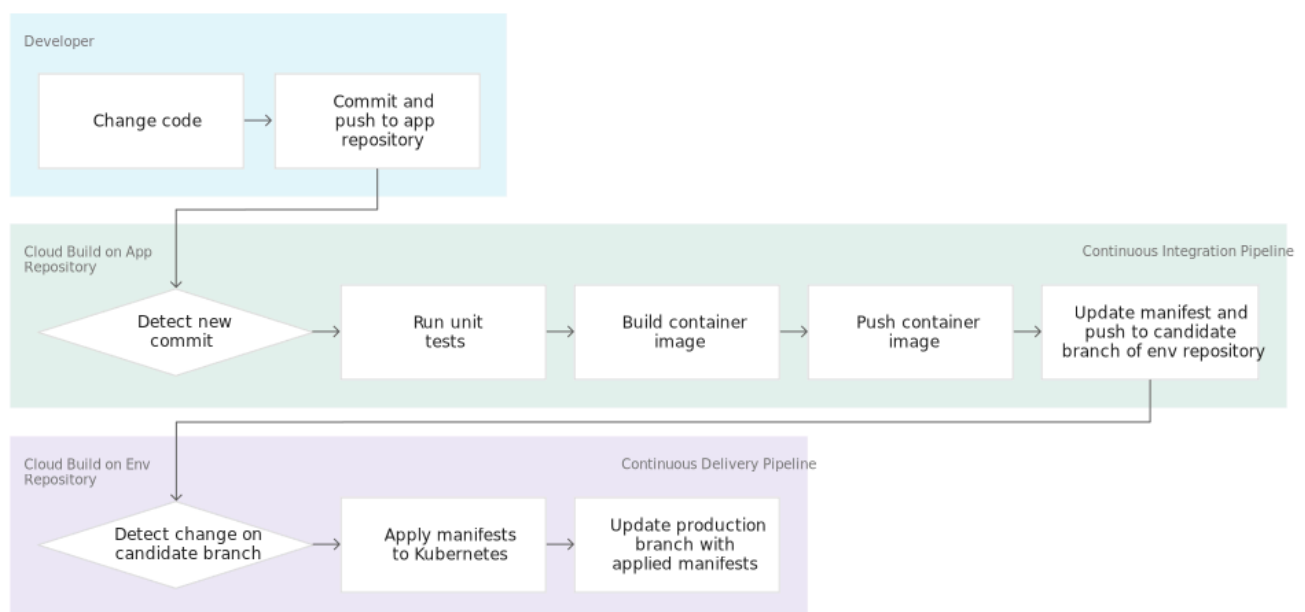 Developer
Change code
Commit and
push to app
repository
Cloud Build on App
Repository
Continuous Integration Pipeline
Detect new
commit
Run unit
tests
Build container
image
Push container
image
Update manifest and
push to candidate
branch of env repository
Cloud Build on Env
Repository
Continuous Delivery Pipeline
Detect change on
candidate branch
Apply manifests
to Kubernetes
Update production
branch with
applied manifests